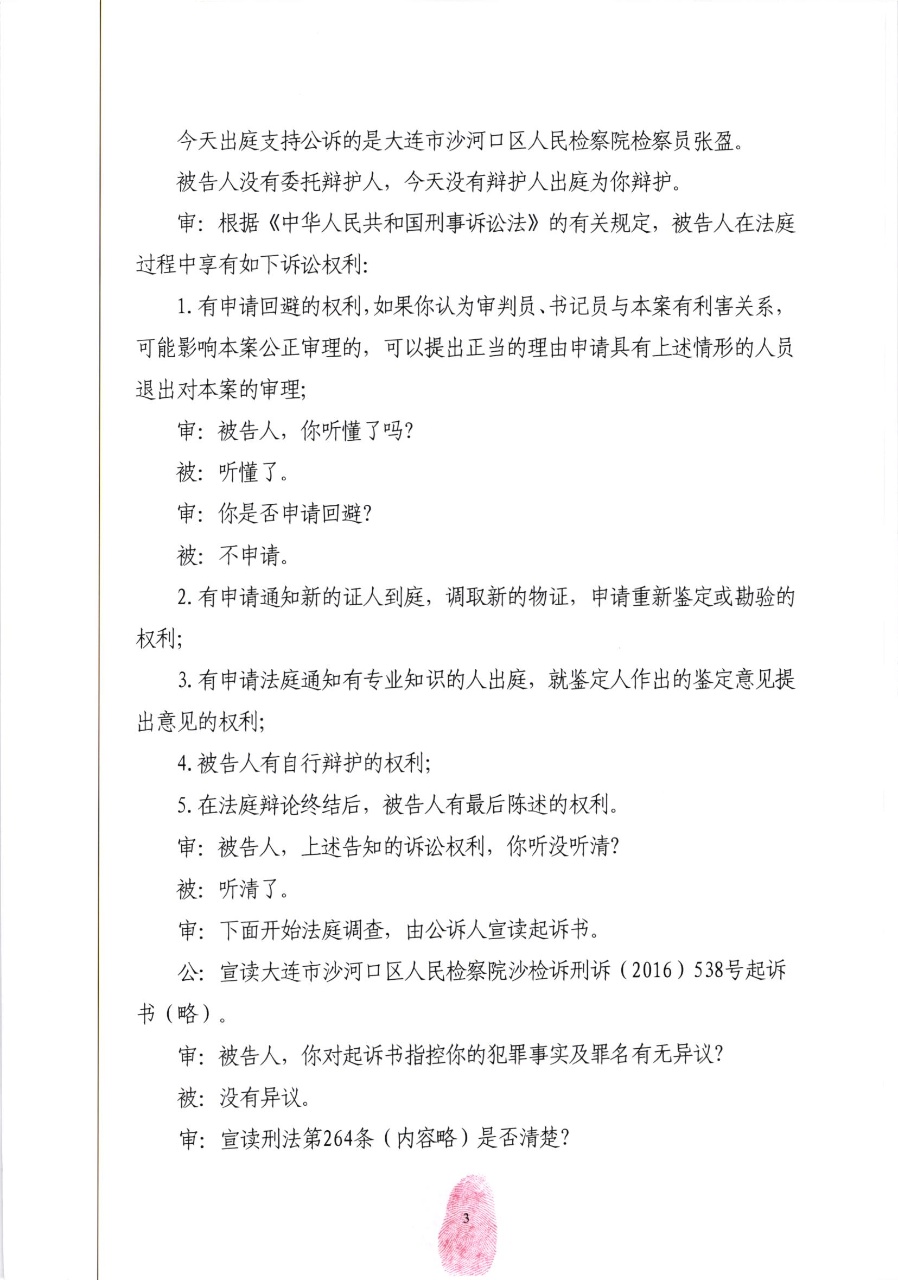 今天出庭支持公诉的是大连市沙河口区人民检察院检察员张盈。
被告人没有委托辩护人，今天没有辩护人出庭为你辩护。
审：根据《中华人民共和国刑事诉讼法》的有关规定，被告人在法庭
过程中享有如下诉讼权利：
1. 有申请回避的权利，如果你认为审判员、书记员与本案有利害关系，
可能影响本案公正审理的，可以提出正当的理由申请具有上述情形的人员
退出对本案的审理；
审：被告人，你听懂了吗？
被：听懂了。
审：你是否申请回避？
被：不申请。
2. 有申请通知新的证人到庭，调取新的物证，申请重新鉴定或勘验的
权利；
3. 有申请法庭通知有专业知识的人出庭，就鉴定人作出的鉴定意见提
出意见的权利；
4. 被告人有自行辩护的权利；
5. 在法庭辩论终结后，被告人有最后陈述的权利。
审：被告人，上述告知的诉讼权利，你听没听清？
被：听清了。
审：下面开始法庭调查，由公诉人宣读起诉书。
公：宣读大连市沙河口区人民检察院沙检诉刑诉（2016）538号起诉
书（略）。
审：被告人，你对起诉书指控你的犯罪事实及罪名有无异议？
被：没有异议。
审：宣读刑法第264条（内容略）是否清楚？
3